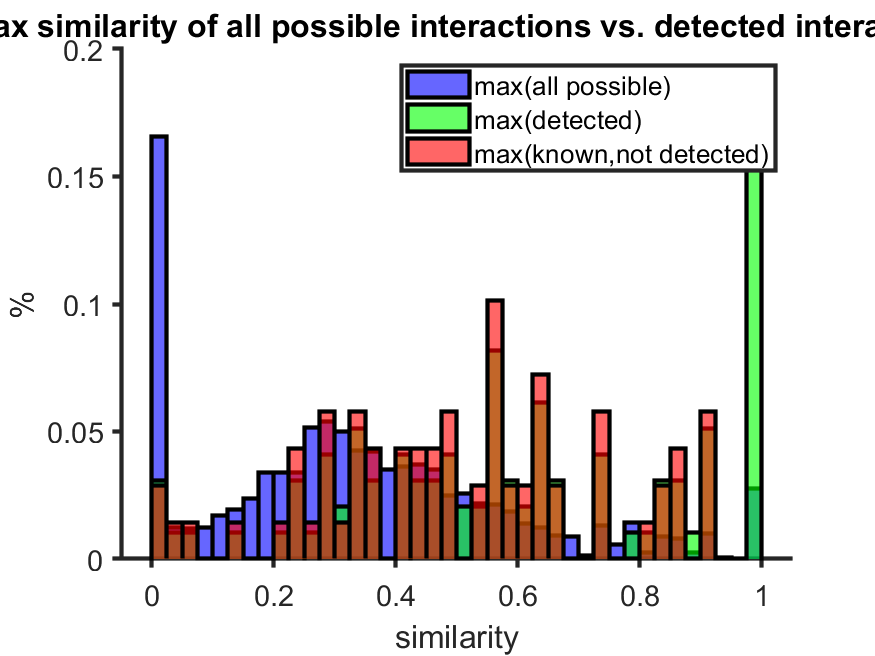 ax similarity of all possible interactions vs. detected intera
0.2
max(all possible)
max(detected)
max(known,not detected)
0.15
0.1
%
0.05
0
0 0.2 0.4 0.6 0.8 1
similarity